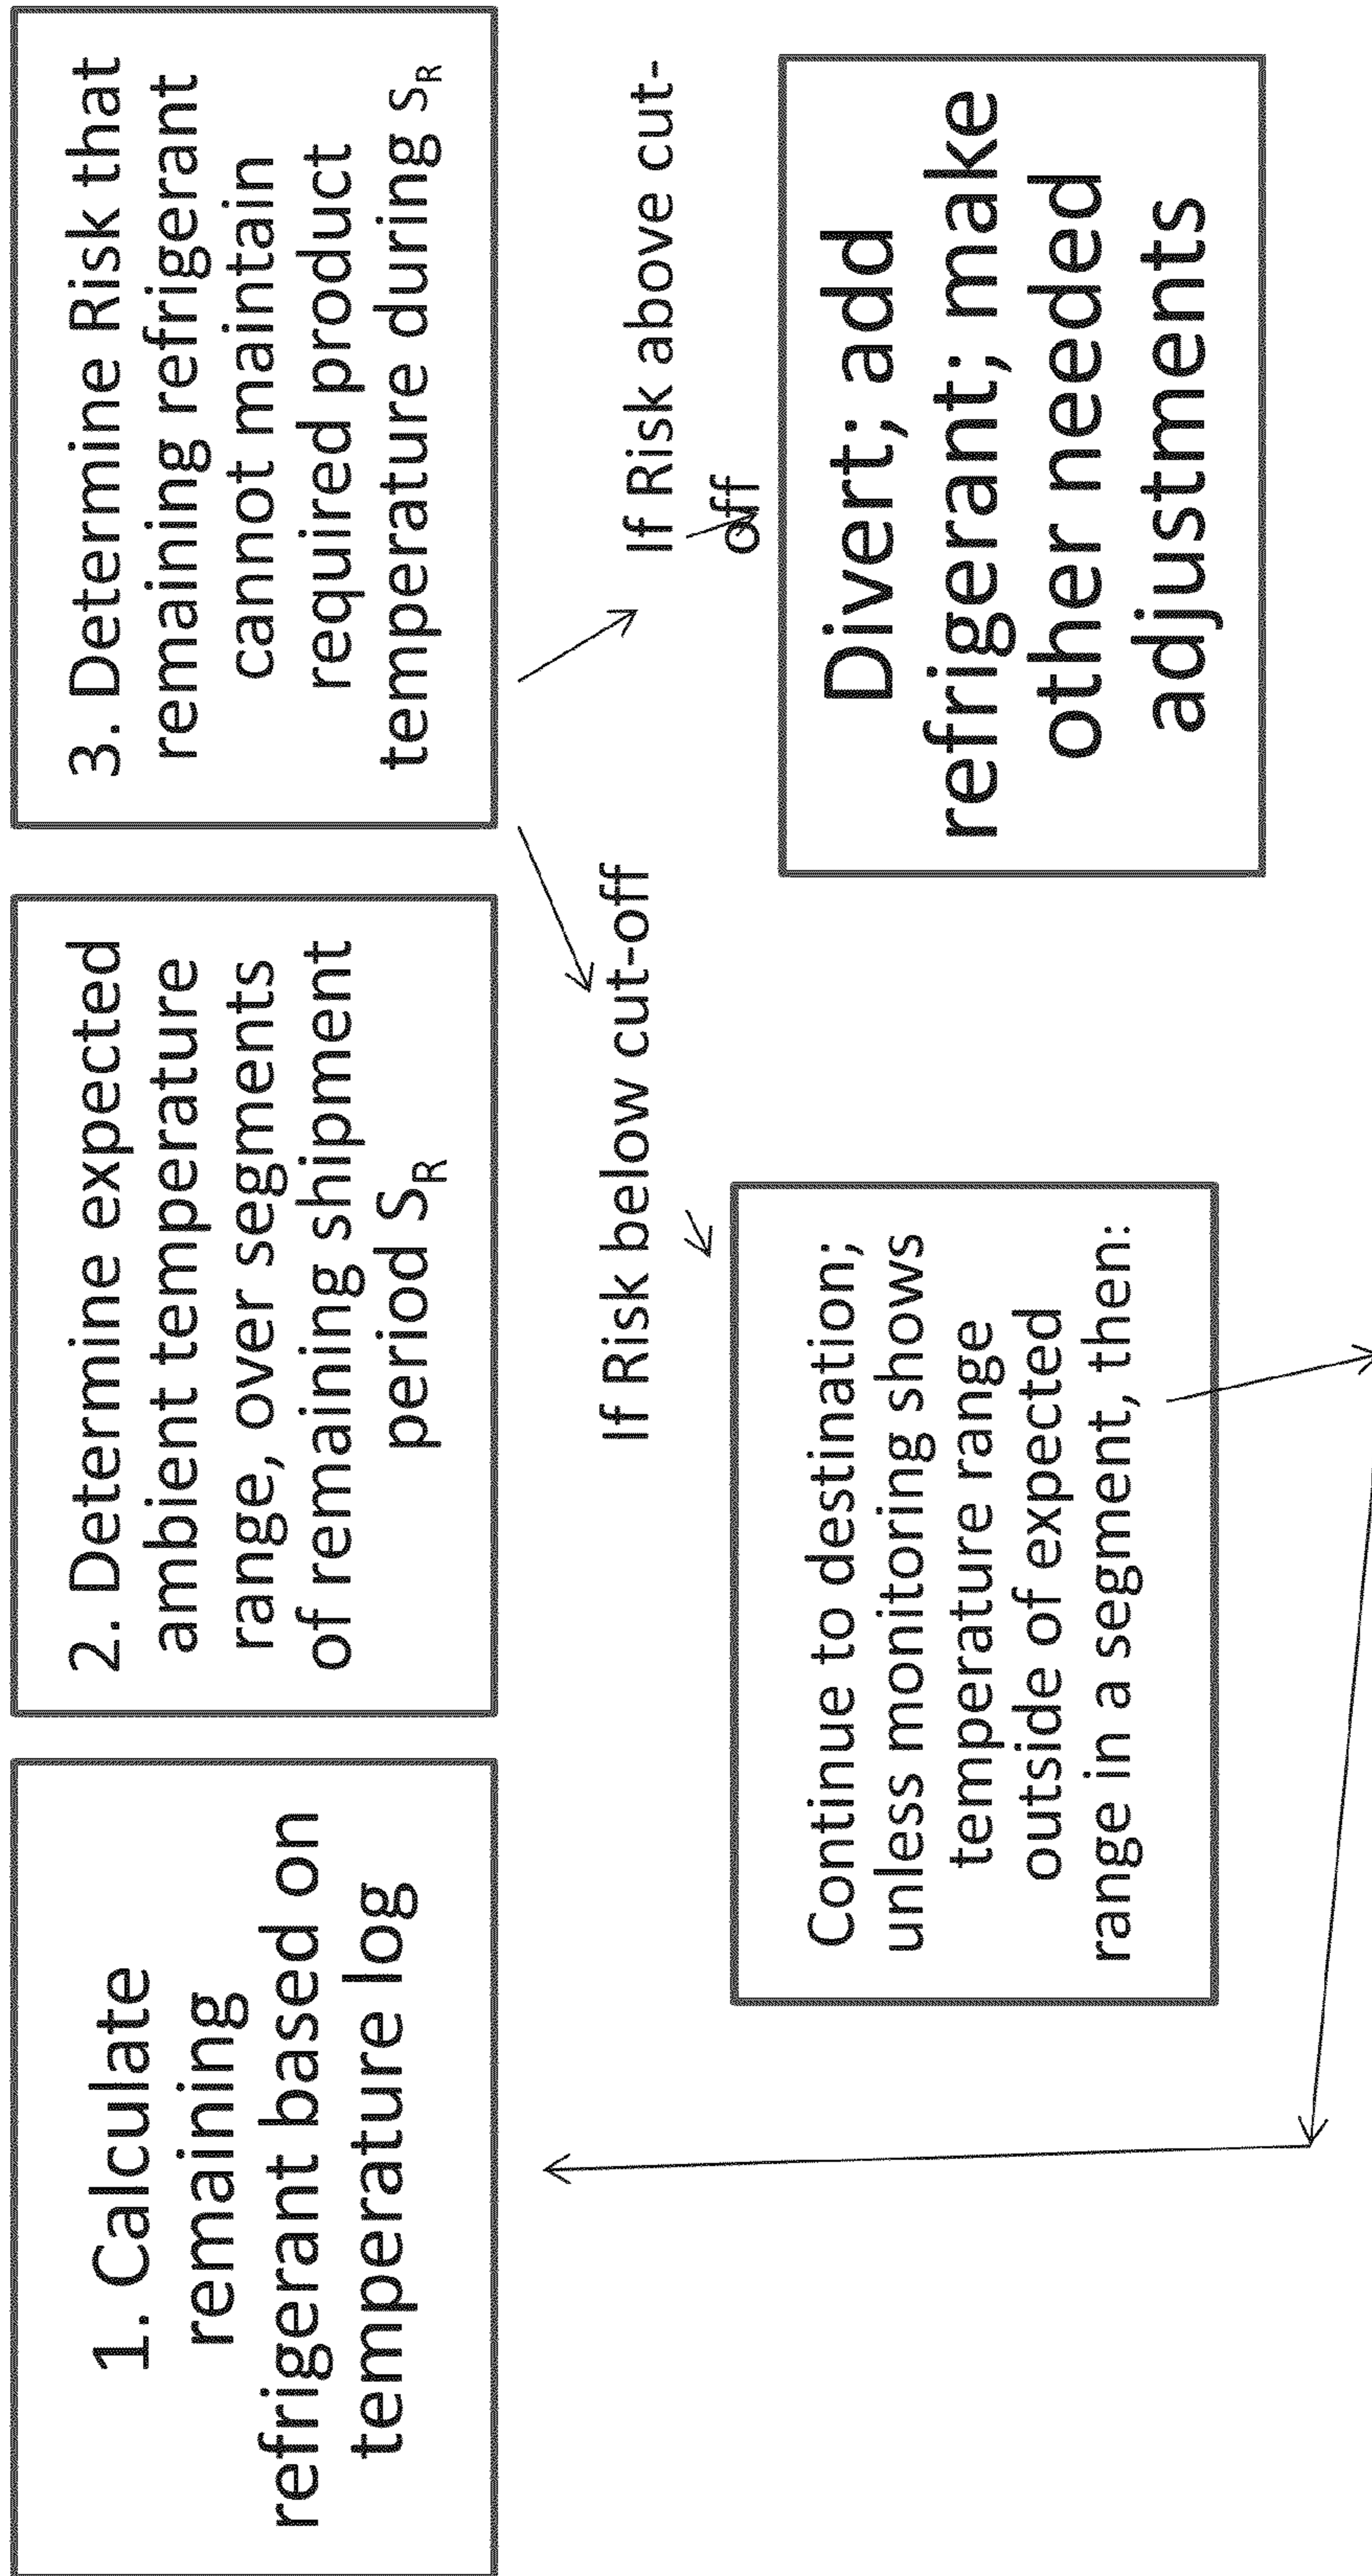 1. Calculate
remaining
refrigerant based on
temperature log
2. Determine expected
ambient temperature
range, over segments
of remaining shipment
period SR
3. Determine Risk that
remaining refrigerant
cannot maintain
required product
temperature during SR
If Risk below cut-off
If Risk above cut-
off
Continue to destination;
unless monitoring shows
temperature range
outside of expected
range in a segment, then:
Divert; add
refrigerant; make
other needed
adjustments